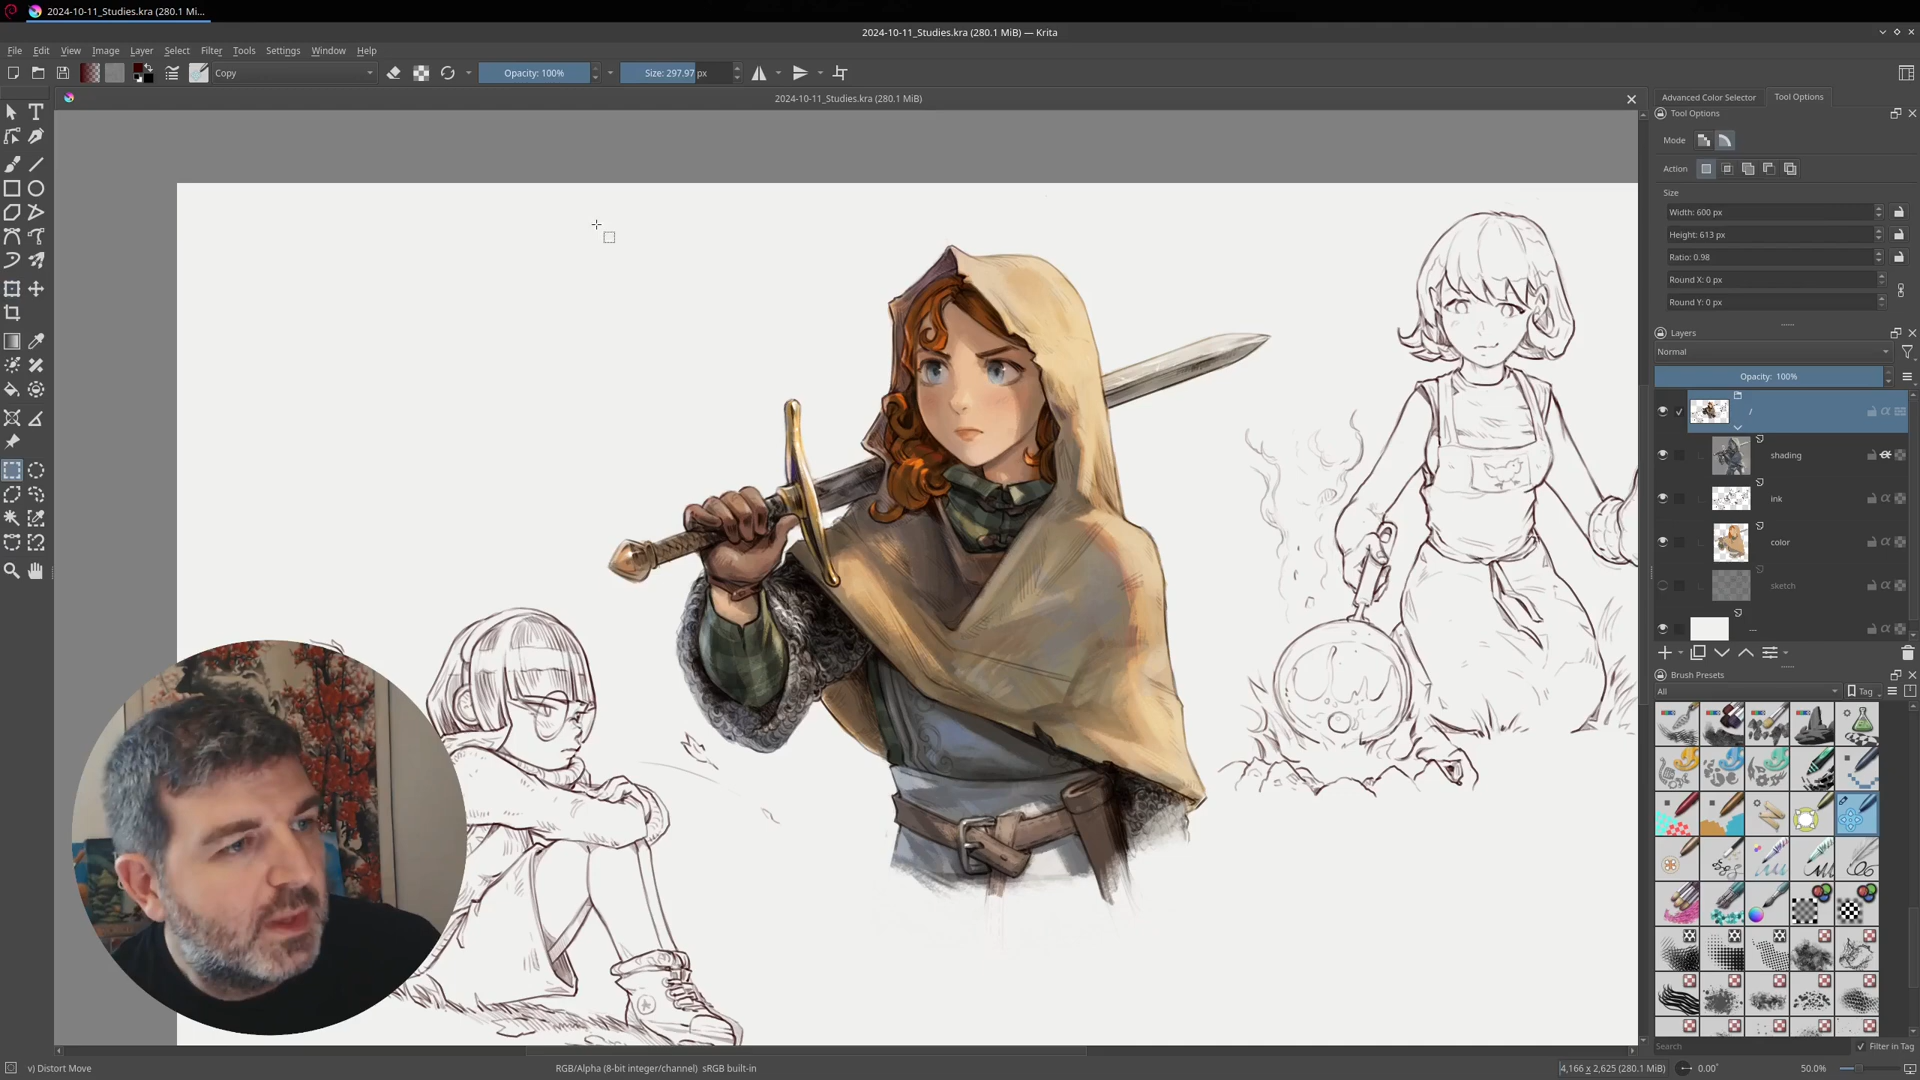 2024-10-11_Studies.kra (280.1 Mi...
2024-10-11_Studies.kra (280.1 MiB) — Krita
File Edit View Image Layer Select Filter Tools Settings Window Help
Copy
Opacity: 100%
Size: 297.97 px
2024-10-11_Studies.kra (280.1 MiB)
Advanced Color Selector
Tool Options
Tool Options
Mode
Action
Size
Width: 600 px
Height: 613 px
Ratio: 0.98
Round X: 0 px
Round Y: 0 px
Layers
Normal
Opacity: 100%
/
shading
ink
color
sketch
...
Brush Presets
All
Tag
Search
Filter in Tag
v) Distort Move
RGB/Alpha (8-bit integer/channel) sRGB built-in
4,166 x 2,625 (280.1 MiB)
0.00°
50.0%